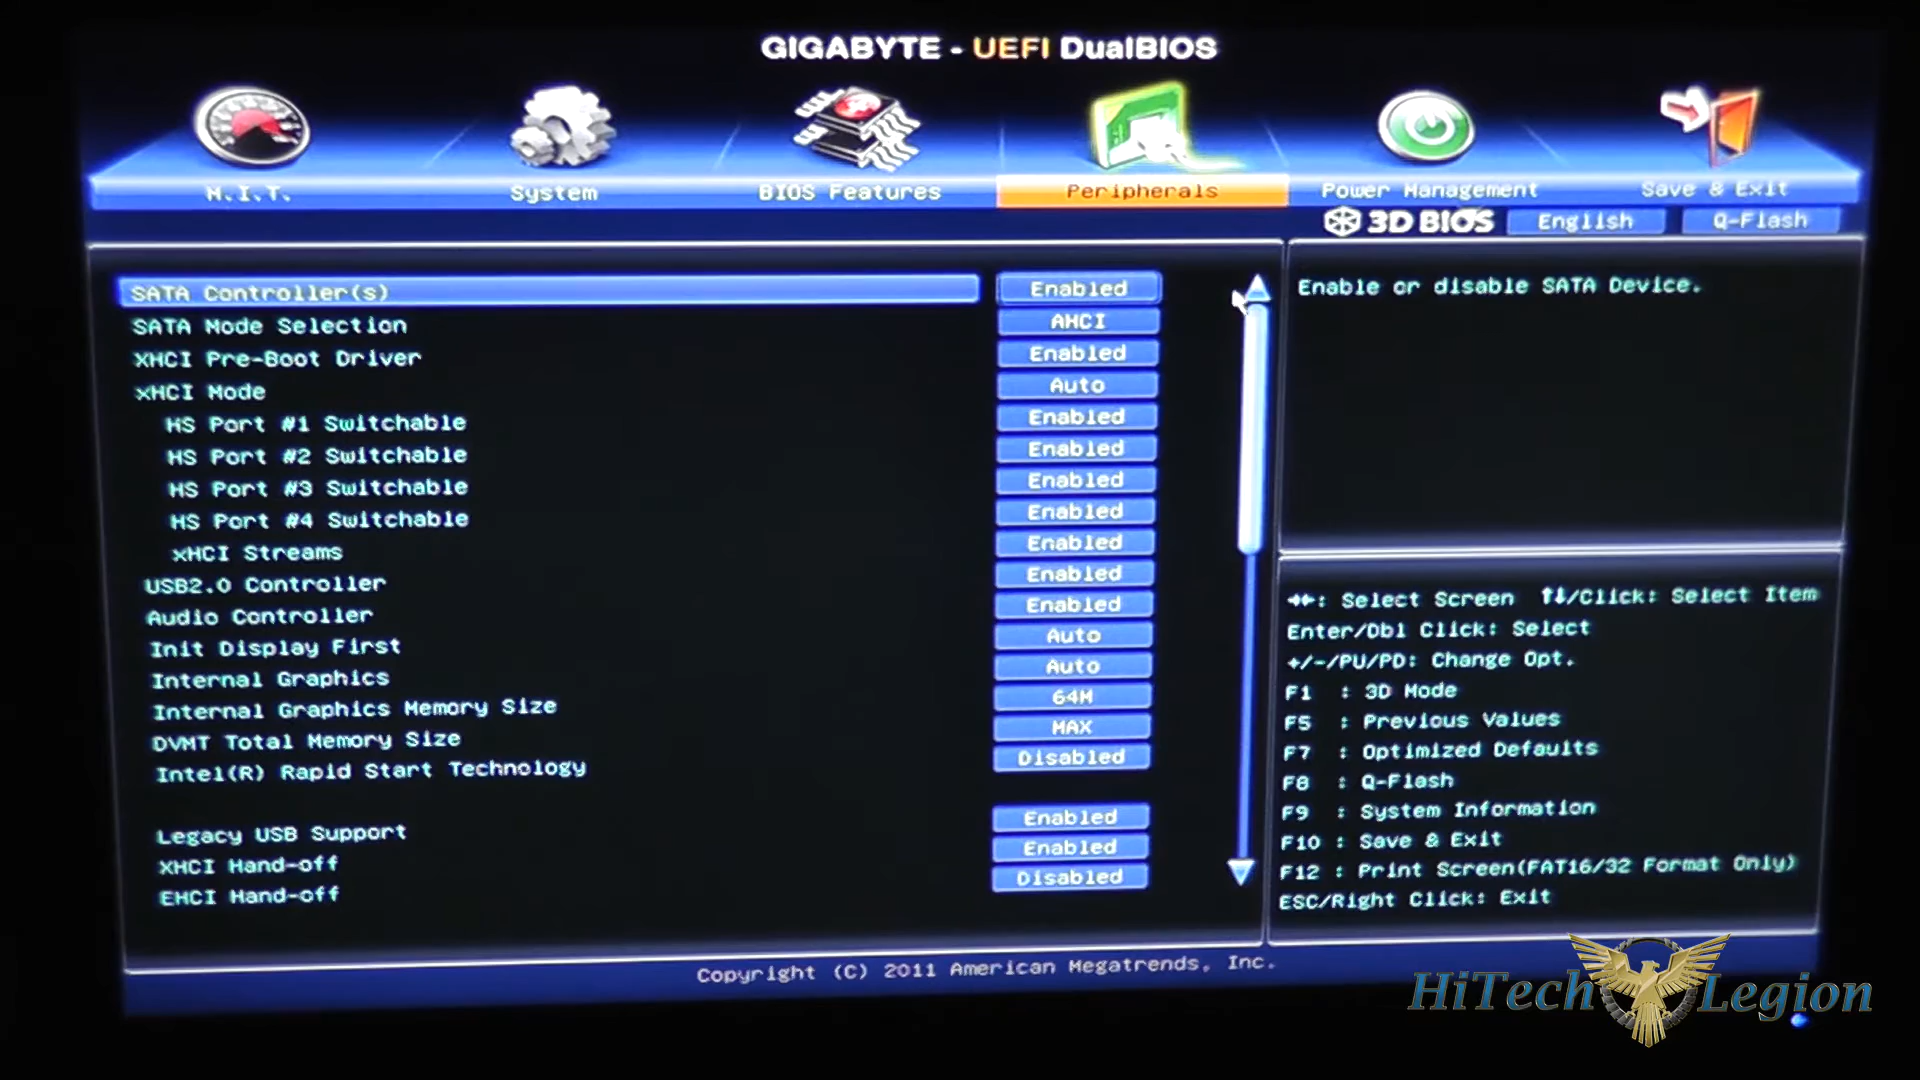 GIGABYTE - UEFI DualBIOS
M.I.T.
System
BIOS Features
Peripherals
Power Management
Save & Exit
3D BIOS
English
Q-Flash
SATA Controller(s) Enabled
SATA Mode Selection AHCI
XHCI Pre-Boot Driver Enabled
xHCI Mode Auto
HS Port #1 Switchable Enabled
HS Port #2 Switchable Enabled
HS Port #3 Switchable Enabled
HS Port #4 Switchable Enabled
xHCI Streams Enabled
USB2.0 Controller Enabled
Audio Controller Enabled
Init Display First Auto
Internal Graphics Auto
Internal Graphics Memory Size 64M
DVMT Total Memory Size MAX
Intel(R) Rapid Start Technology Disabled
Legacy USB Support Enabled
XHCI Hand-off Enabled
EHCI Hand-off Disabled
Enable or disable SATA Device.
→←: Select Screen ↑↓/Click: Select Item
Enter/Dbl Click: Select
+/-/PU/PD: Change Opt.
F1 : 3D Mode
F5 : Previous Values
F7 : Optimized Defaults
F8 : Q-Flash
F9 : System Information
F10 : Save & Exit
F12 : Print Screen(FAT16/32 Format Only)
ESC/Right Click: Exit
Copyright (C) 2011 American Megatrends, Inc.
HiTech Legion